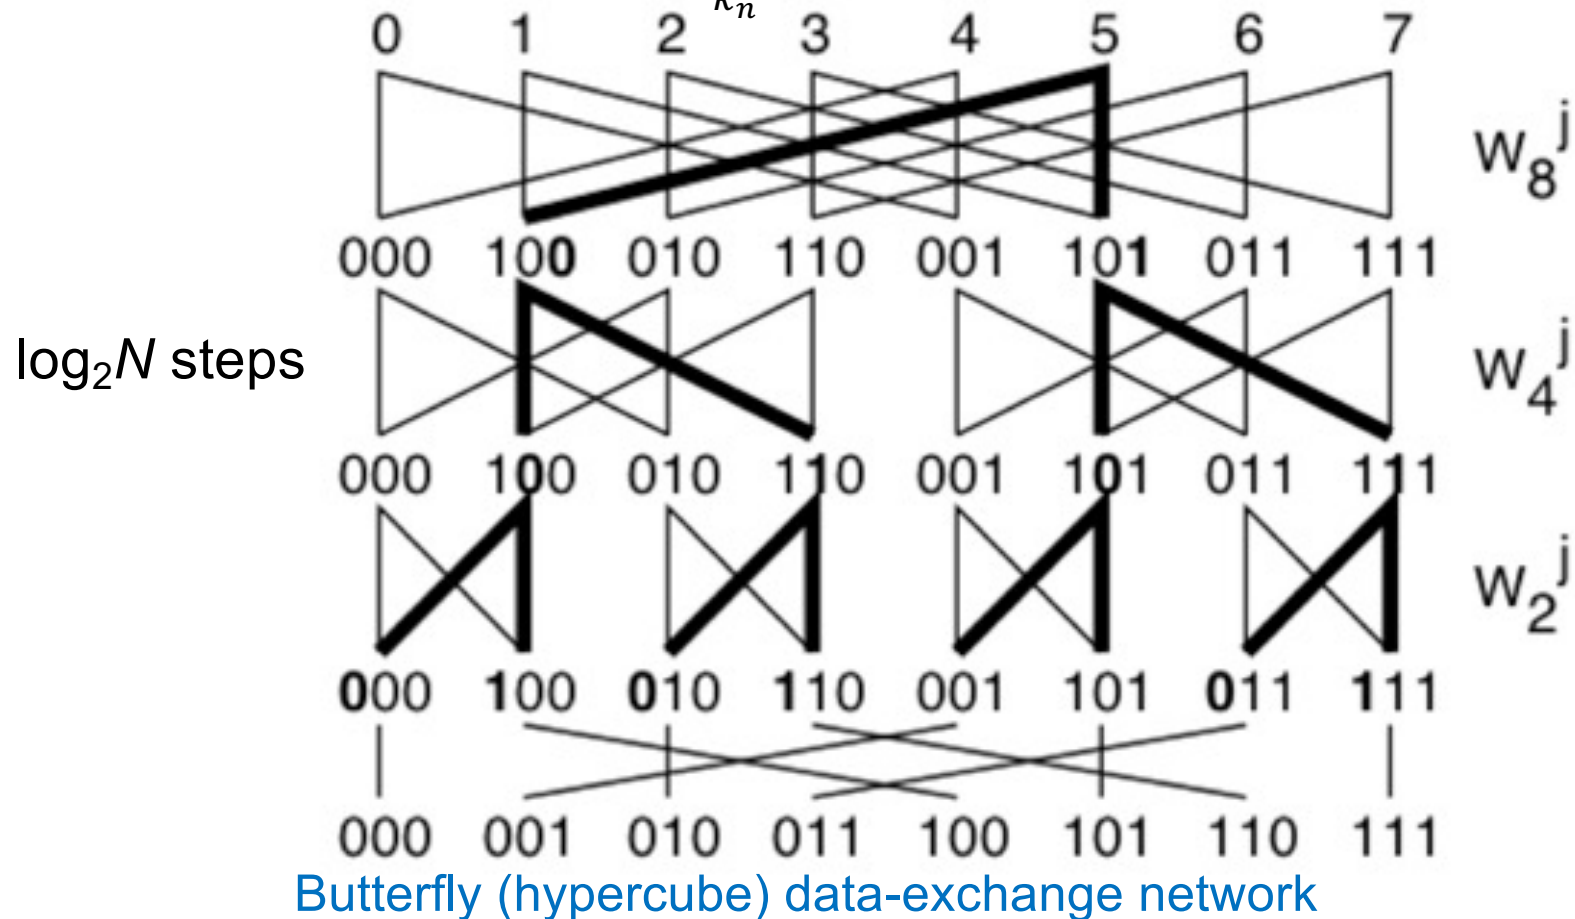 kn
0 1 2 3 4 5 6 7
W8j
000 100 010 110 001 101 011 111
log2N steps
W4j
000 100 010 110 001 101 011 111
W2j
000 100 010 110 001 101 011 111
000 001 010 011 100 101 110 111
Butterfly (hypercube) data-exchange network